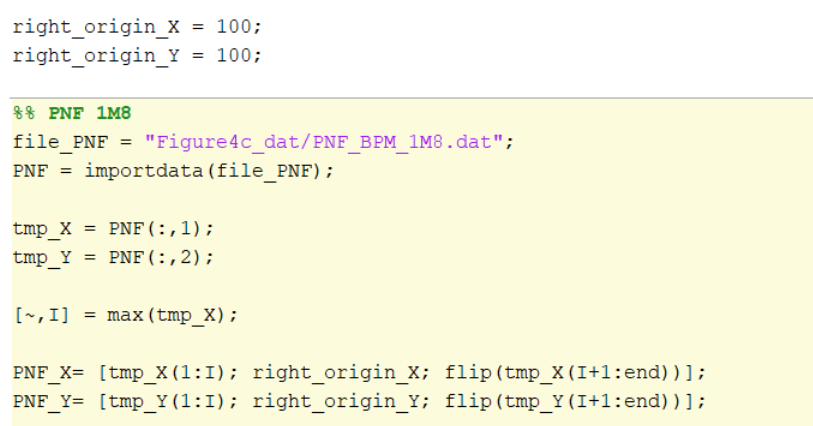 right_origin_X = 100;
right_origin_Y = 100;
%% PNF 1M8
file_PNF = "Figure4c_dat/PNF_BPM_1M8.dat";
PNF = importdata(file_PNF);
tmp_X = PNF(:,1);
tmp_Y = PNF(:,2);
[~,I] = max(tmp_X);
PNF_X= [tmp_X(1:I); right_origin_X; flip(tmp_X(I+1:end))];
PNF_Y= [tmp_Y(1:I); right_origin_Y; flip(tmp_Y(I+1:end))];